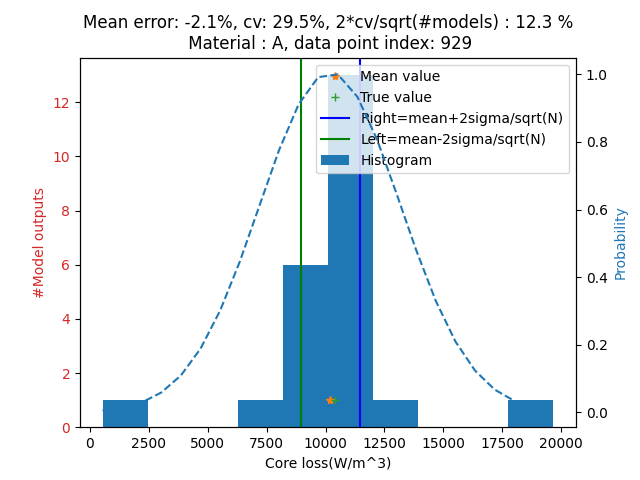 Mean error: -2.1%, cv: 29.5%, 2*cv/sqrt(#models) : 12.3 %
Material : A, data point index: 929
Mean value
True value
Right=mean+2sigma/sqrt(N)
Left=mean-2sigma/sqrt(N)
Histogram
#Model outputs
12
10
8
6
4
2
0
1.0
0.8
0.6
0.4
0.2
0.0
Probability
0 2500 5000 7500 10000 12500 15000 17500 20000
Core loss(W/m^3)